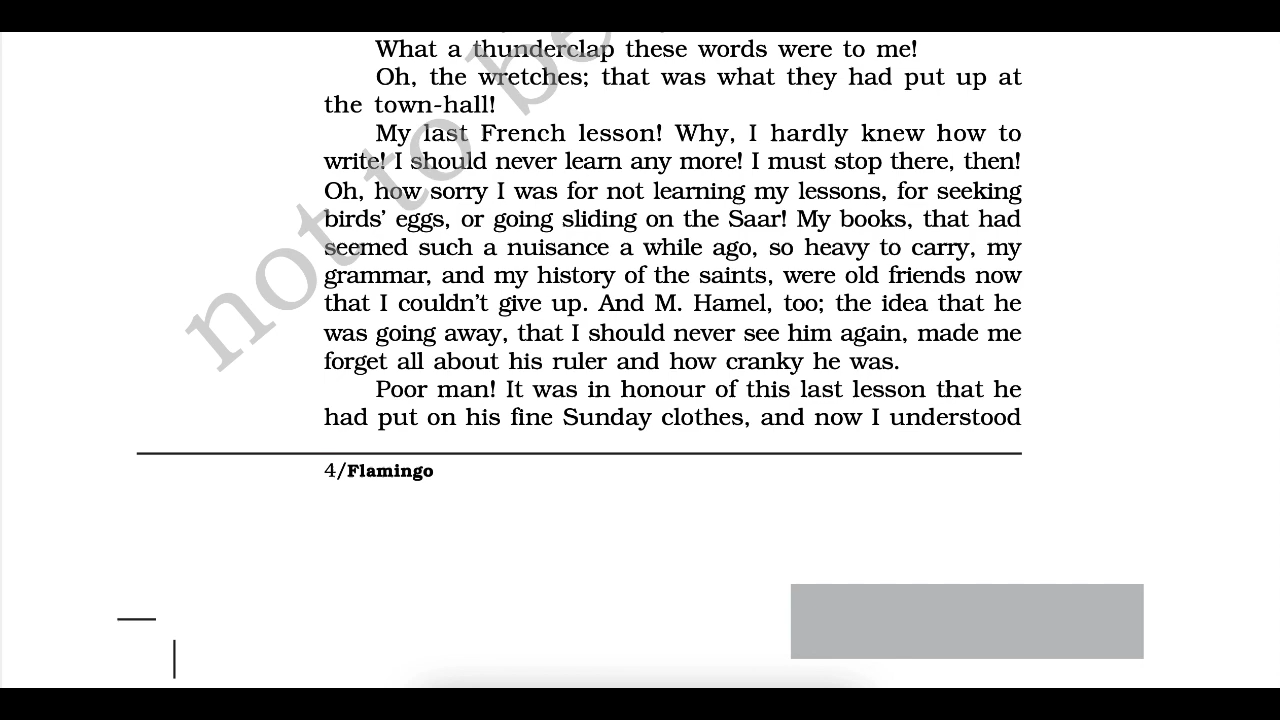 What a thunderclap these words were to me!
Oh, the wretches; that was what they had put up at
the town-hall!
My last French lesson! Why, I hardly knew how to
write! I should never learn any more! I must stop there, then!
Oh, how sorry I was for not learning my lessons, for seeking
birds’ eggs, or going sliding on the Saar! My books, that had
seemed such a nuisance a while ago, so heavy to carry, my
grammar, and my history of the saints, were old friends now
that I couldn’t give up. And M. Hamel, too; the idea that he
was going away, that I should never see him again, made me
forget all about his ruler and how cranky he was.
Poor man! It was in honour of this last lesson that he
had put on his fine Sunday clothes, and now I understood
4/Flamingo
not to be